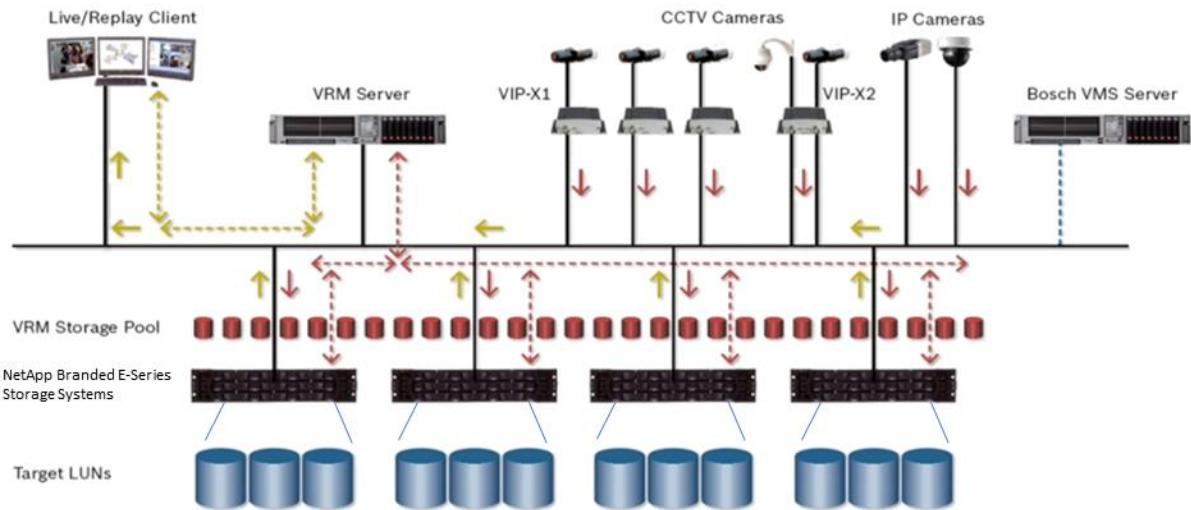 Live/Replay Client
CCTV Cameras
IP Cameras
VRM Server
VIP-X1
VIP-X2
Bosch VMS Server
VRM Storage Pool
NetApp Branded E-Series
Storage Systems
Target LUNs